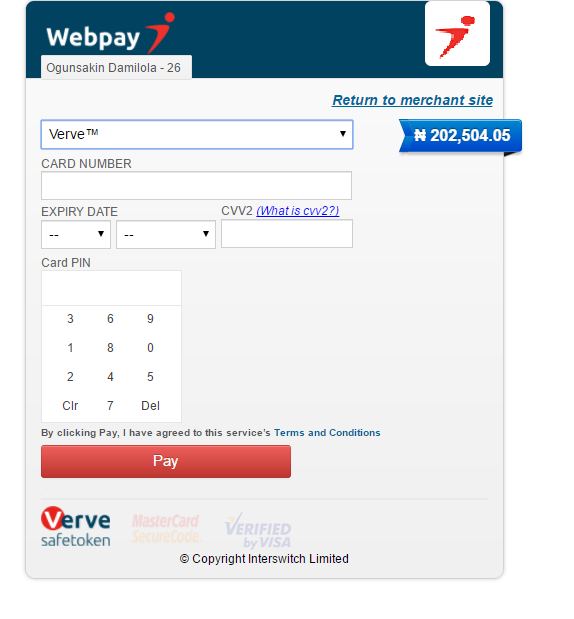 Webpay
Ogunsakin Damilola - 26
Return to merchant site
Verve™
₦ 202,504.05
CARD NUMBER
EXPIRY DATE
CVV2 (What is cvv2?)
-- --
Card PIN
3 6 9
1 8 0
2 4 5
Clr 7 Del
By clicking Pay, I have agreed to this service's Terms and Conditions
Pay
Verve
safetoken
MasterCard
SecureCode
VERIFIED
by VISA
© Copyright Interswitch Limited